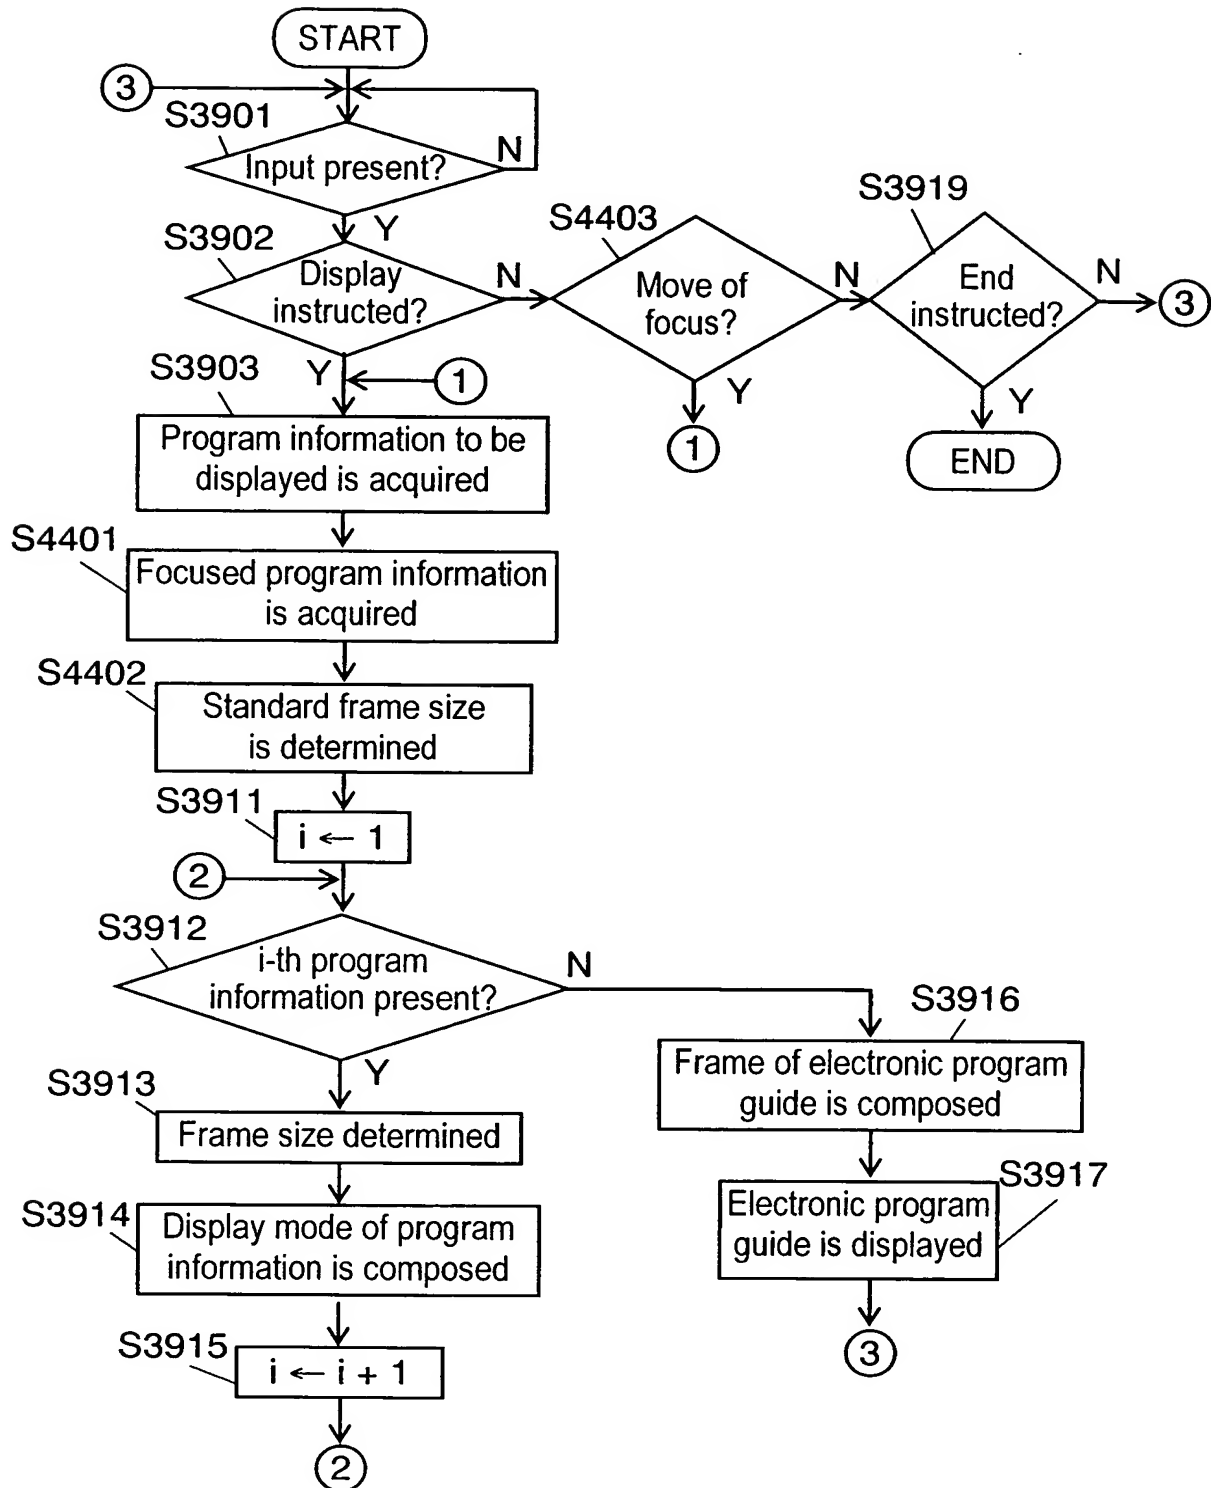 START
3
S3901
Input present?
N
Y
S3902
Display
instructed?
N
S4403
Move of
focus?
N
S3919
End
instructed?
N
3
Y
1
Y
1
Y
END
S3903
Program information to be
displayed is acquired
S4401
Focused program information
is acquired
S4402
Standard frame size
is determined
S3911
i ← 1
2
S3912
i-th program
information present?
N
Y
S3916
Frame of electronic program
guide is composed
S3913
Frame size determined
S3917
Electronic program
guide is displayed
3
S3914
Display mode of program
information is composed
S3915
i ← i + 1
2